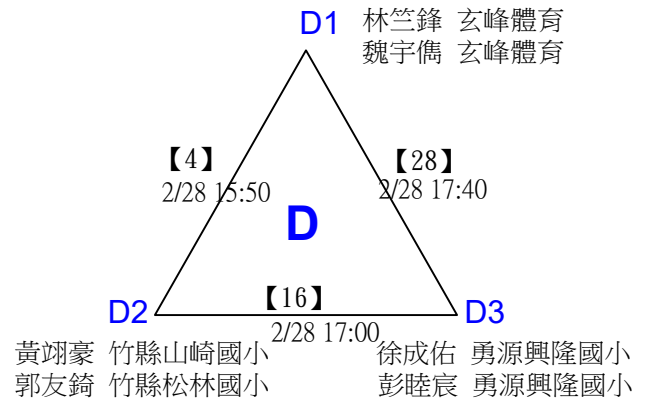 D1 林竺鋒 玄峰體育
魏宇儁 玄峰體育
【4】
2/28 15:50
【28】
2/28 17:40
D
D2
【16】
D3
2/28 17:00
黃翊豪 竹縣山崎國小
郭友錡 竹縣松林國小
徐成佑 勇源興隆國小
彭睦宸 勇源興隆國小